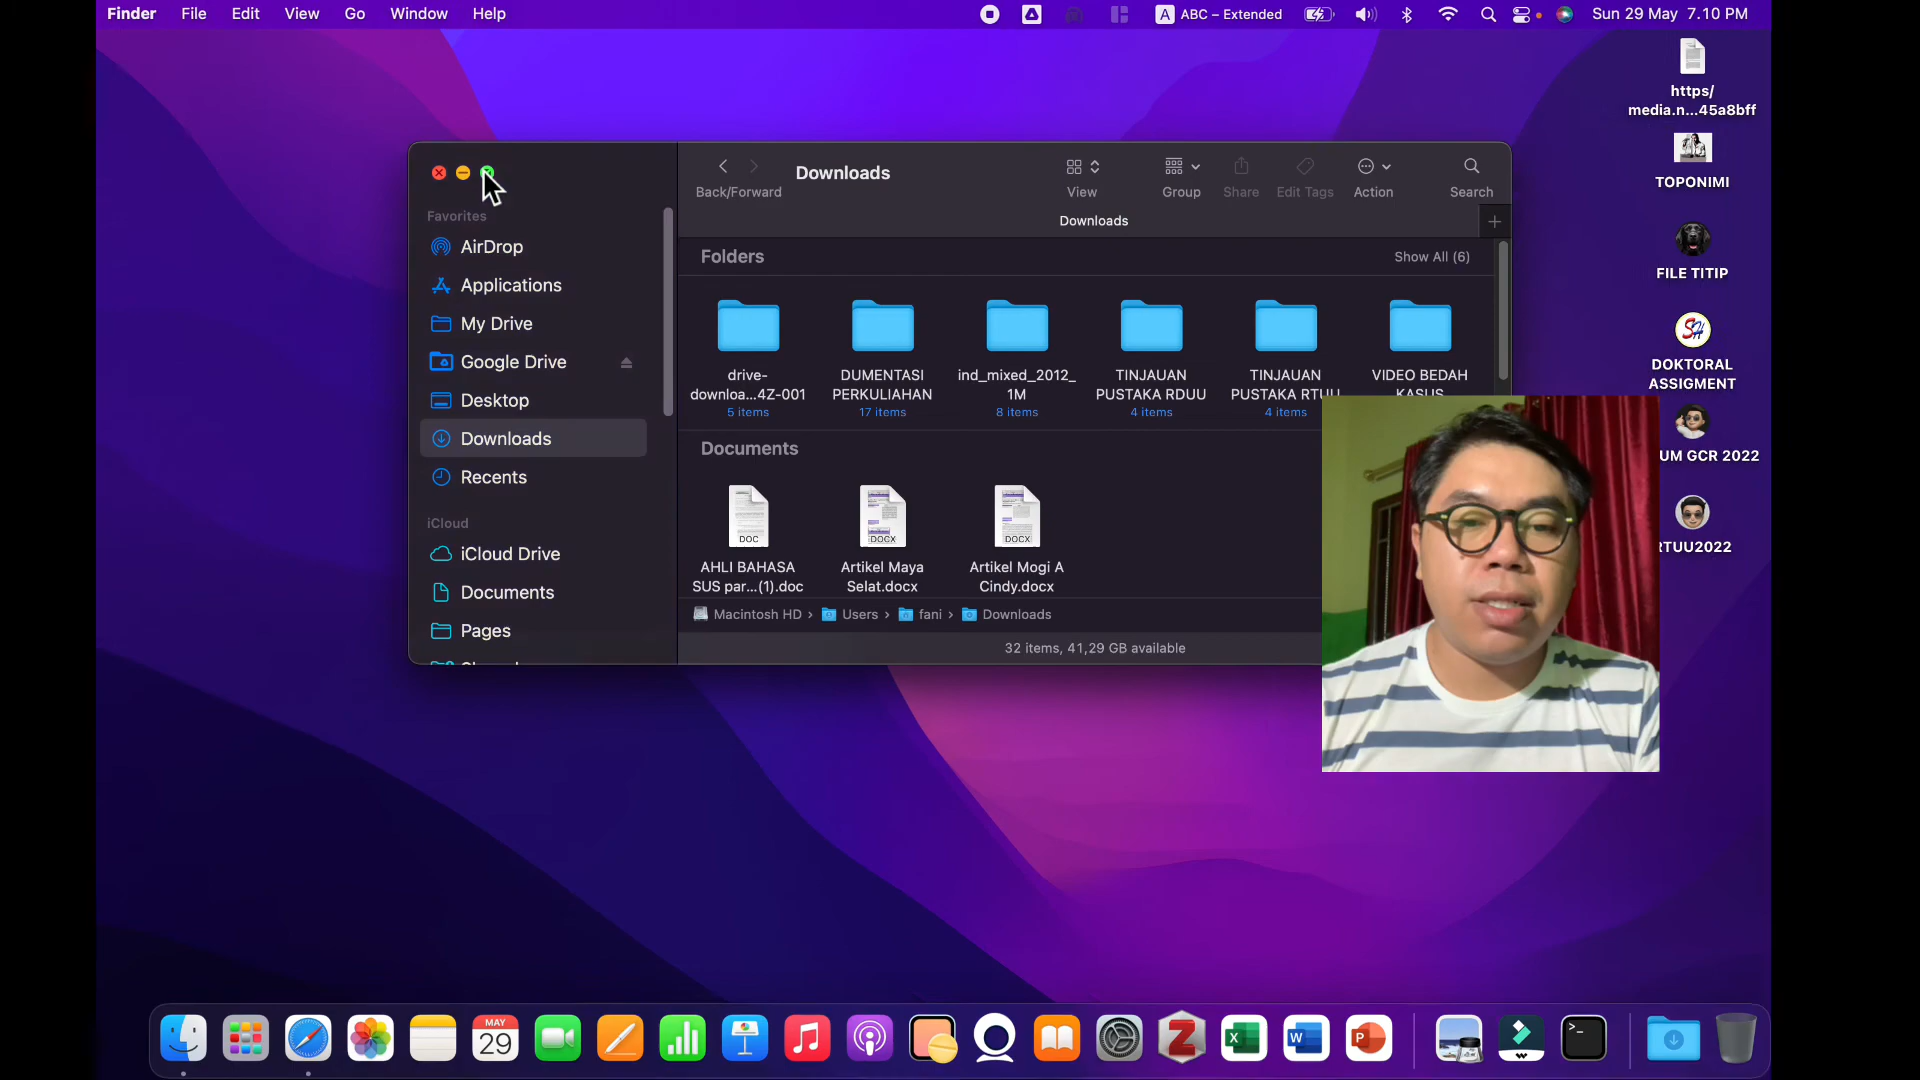 Finder File Edit View Go Window Help
A ABC – Extended Sun 29 May 7.10 PM
https/
media.n...45a8bff
TOPONIMI
FILE TITIP
DOKTORAL
ASSIGMENT
UM GCR 2022
RTUU2022
Back/Forward
Downloads
View
Group
Share
Edit Tags
Action
Search
Downloads
Favorites
AirDrop
Applications
My Drive
Google Drive
Desktop
Downloads
Recents
iCloud
iCloud Drive
Documents
Pages
Folders
Show All (6)
drive-
downloa...4Z-001
5 items
DUMENTASI
PERKULIAHAN
17 items
ind_mixed_2012_
1M
8 items
TINJAUAN
PUSTAKA RDUU
4 items
TINJAUAN
PUSTAKA RTUU
4 items
VIDEO BEDAH
KASUS
Documents
DOC
AHLI BAHASA
SUS par...(1).doc
DOCX
Artikel Maya
Selat.docx
DOCX
Artikel Mogi A
Cindy.docx
Macintosh HD › Users › fani › Downloads
32 items, 41,29 GB available
MAY
29